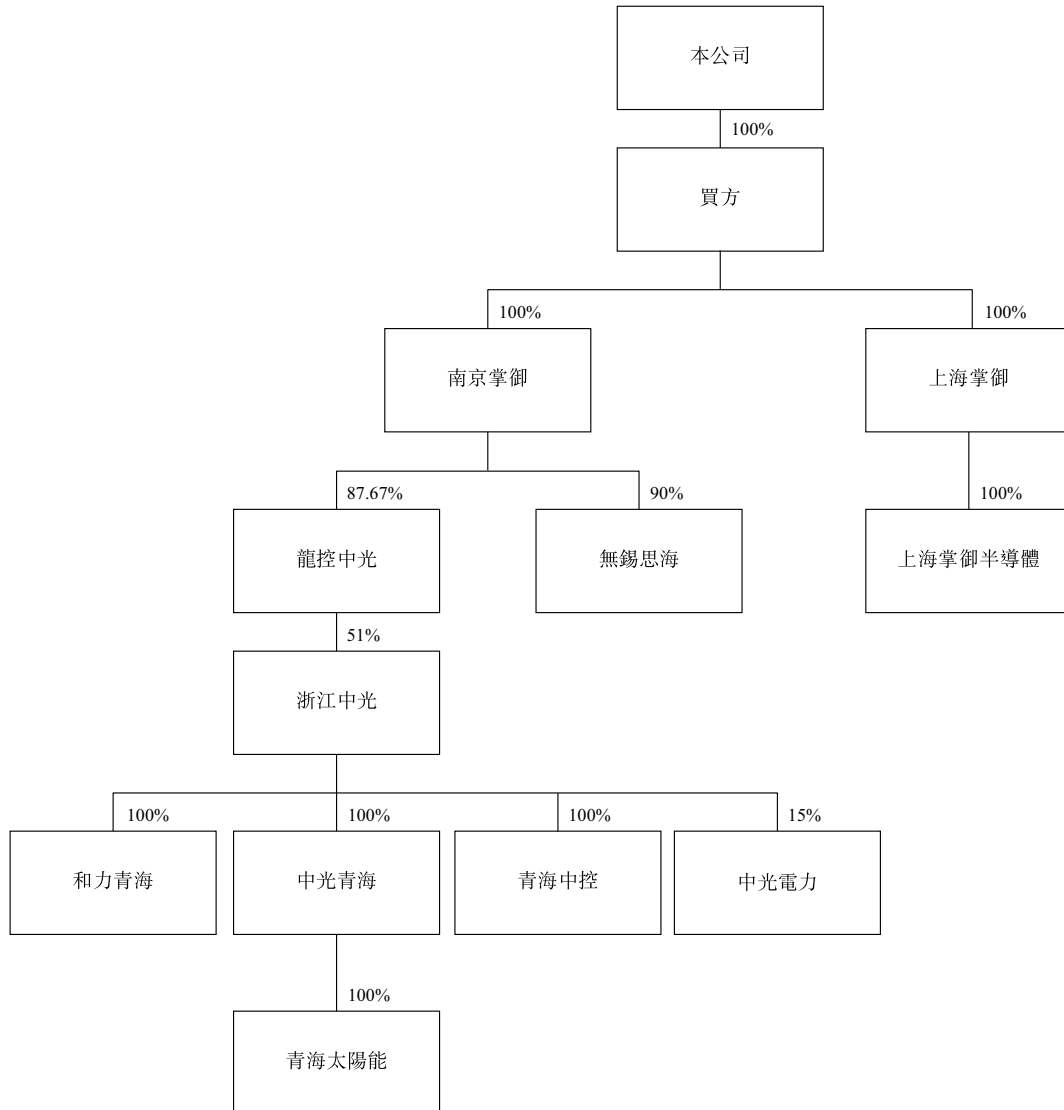 本公司
100%
買方
100%
100%
南京掌御
上海掌御
87.67%
90%
100%
龍控中光
無錫思海
上海掌御半導體
51%
浙江中光
100%
100%
100%
15%
和力青海
中光青海
青海中控
中光電力
100%
青海太陽能